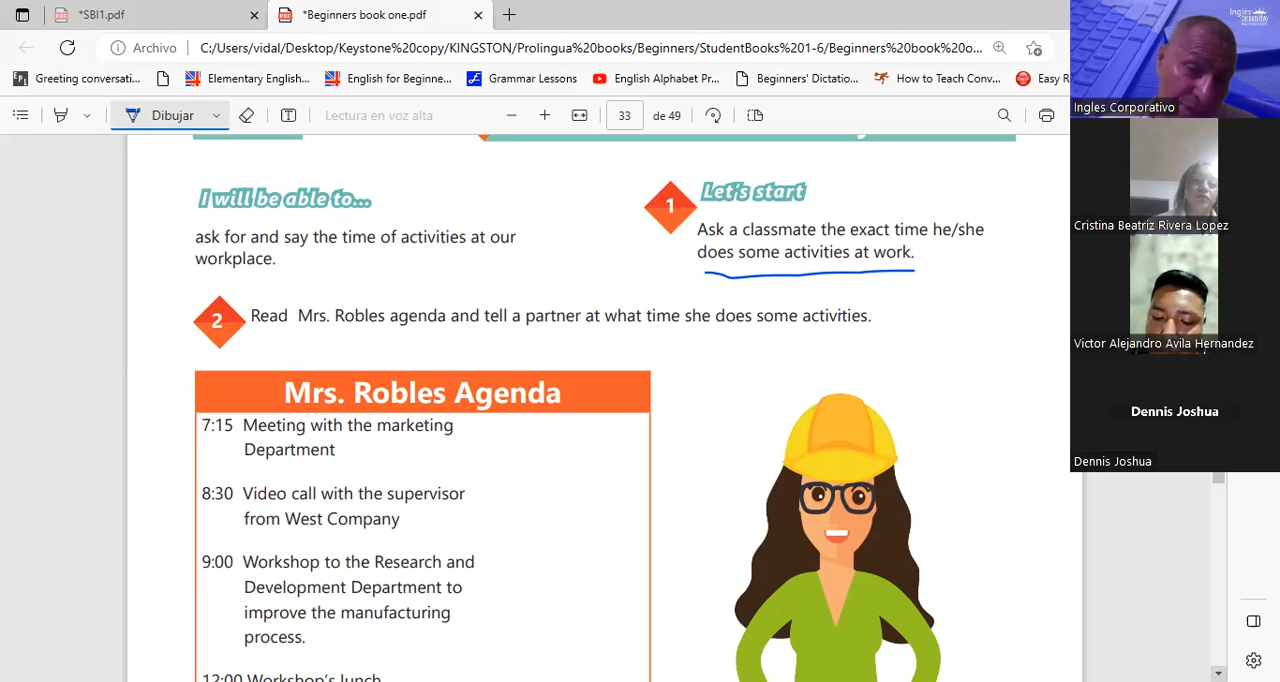 *SB1.pdf
*Beginners book one.pdf
Archivo
C:/Users/vidal/Desktop/Keystone%20copy/KINGSTON/Prolingua%20books/Beginners/StudentBooks%201-6/Beginners%20book%20o...
Greeting conversati...
Elementary English...
English for Beginne...
Grammar Lessons
English Alphabet Pr...
Beginners' Dictatio...
How to Teach Conv...
Easy R
Dibujar
Lectura en voz alta
33
de 49
I will be able to...
ask for and say the time of activities at our
workplace.
1
Let's start
Ask a classmate the exact time he/she
does some activities at work.
2
Read Mrs. Robles agenda and tell a partner at what time she does some activities.
Mrs. Robles Agenda
7:15 Meeting with the marketing
Department
8:30 Video call with the supervisor
from West Company
9:00 Workshop to the Research and
Development Department to
improve the manufacturing
process.
12:00 Workshop's lunch
Ingles
Ingles Corporativo
Cristina Beatriz Rivera Lopez
Victor Alejandro Avila Hernandez
Dennis Joshua
Dennis Joshua